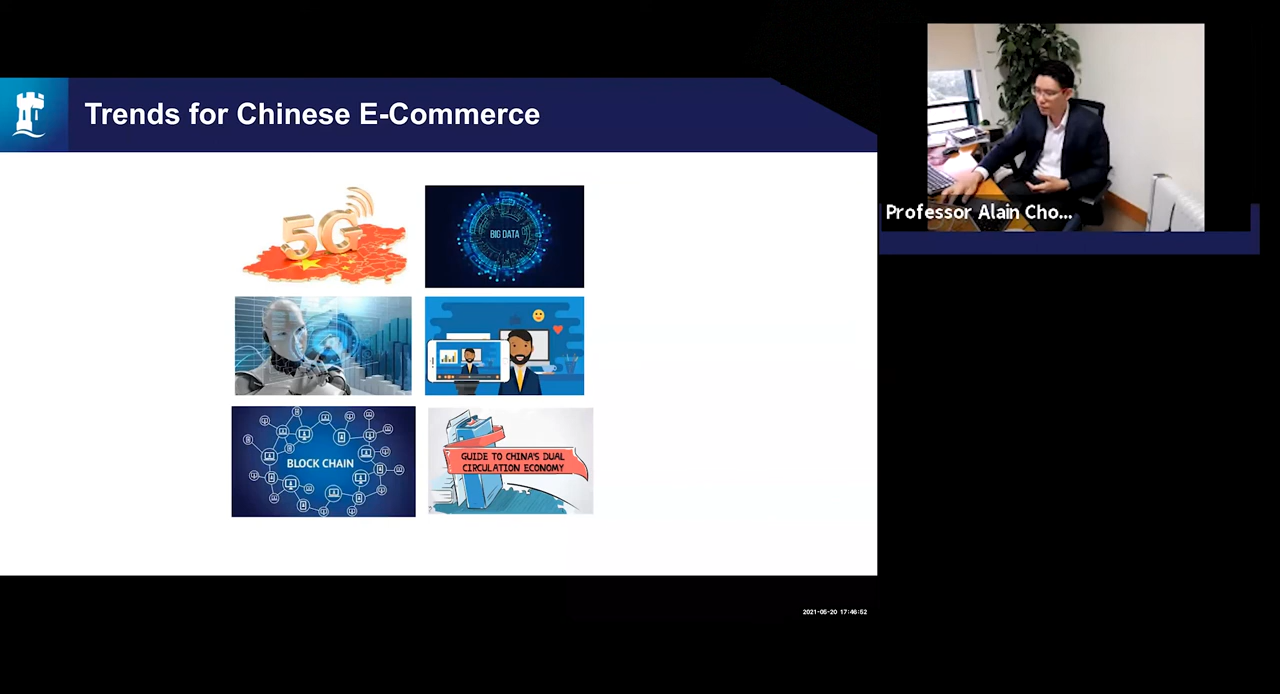 Trends for Chinese E-Commerce
5G
BIG DATA
BLOCK CHAIN
GUIDE TO CHINA'S DUAL
CIRCULATION ECONOMY
Professor Alain Cho...
2021-05-20 17:46:52